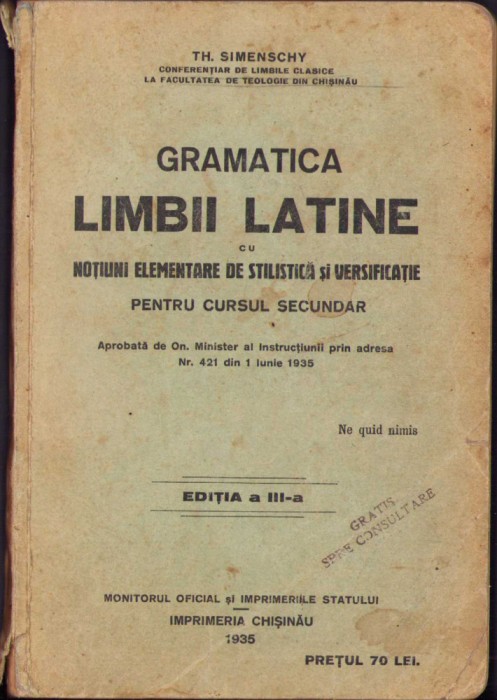 TH. SIMENSCHY
CONFERENȚIAR DE LIMBILE CLASICE
LA FACULTATEA DE TEOLOGIE DIN CHIȘINĂU
GRAMATICA
LIMBII LATINE
CU
NOȚIUNI ELEMENTARE DE STILISTICĂ și VERSIFICAȚIE
PENTRU CURSUL SECUNDAR
Aprobată de On. Minister al Instrucțiunii prin adresa
Nr. 421 din 1 Iunie 1935
Ne quid nimis
EDIȚIA a III-a
GRATIS
SPRE CONSULTARE
MONITORUL OFICIAL și IMPRIMERIILE STATULUI
IMPRIMERIA CHIȘINĂU
1935
PREȚUL 70 LEI.